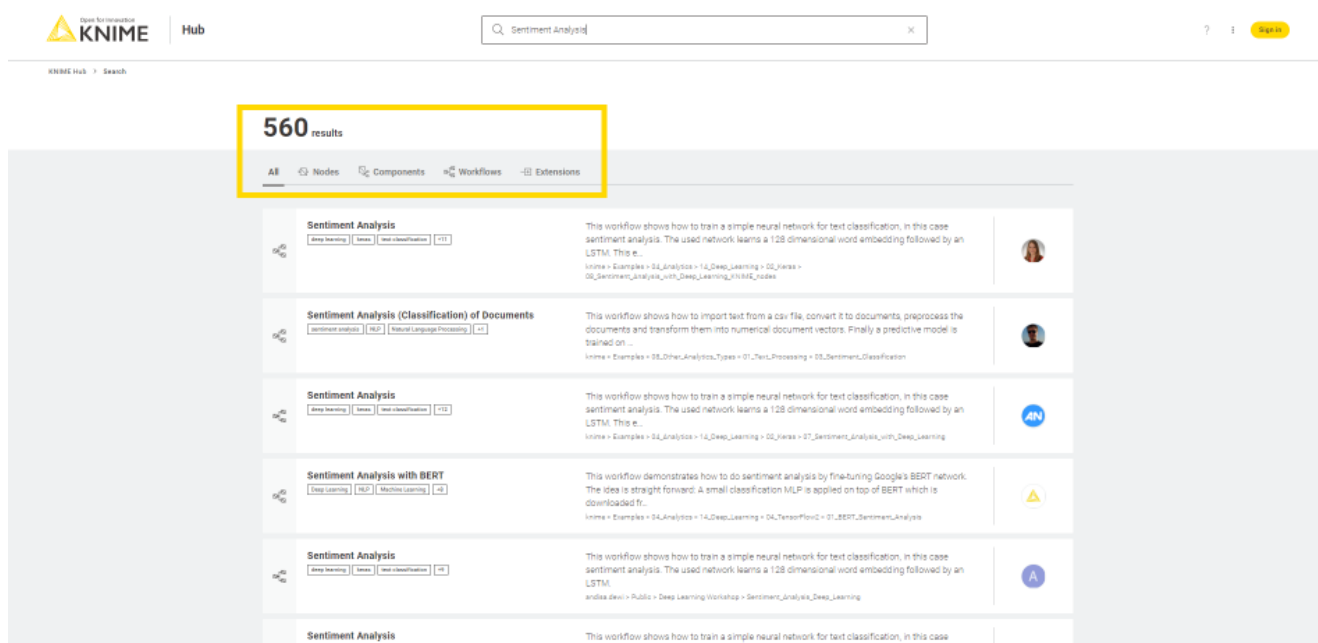 Open for Innovation
KNIME
Hub
Sentiment Analysis
?
Sign in
KNIME Hub > Search
560 results
All Nodes Components Workflows Extensions
Sentiment Analysis
deep learning keras text classification +11
This workflow shows how to train a simple neural network for text classification, in this case
sentiment analysis. The used network learns a 128 dimensional word embedding followed by an
LSTM. This e...
knime > Examples > 04_Analytics > 14_Deep_Learning > 02_Keras >
08_Sentiment_Analysis_with_Deep_Learning_KNIME_nodes
Sentiment Analysis (Classification) of Documents
sentiment analysis NLP Natural Language Processing +1
This workflow shows how to import text from a csv file, convert it to documents, preprocess the
documents and transform them into numerical document vectors. Finally a predictive model is
trained on ...
knime > Examples > 08_Other_Analytics_Types > 01_Text_Processing > 03_Sentiment_Classification
Sentiment Analysis
deep learning keras text classification +12
This workflow shows how to train a simple neural network for text classification, in this case
sentiment analysis. The used network learns a 128 dimensional word embedding followed by an
LSTM. This e...
knime > Examples > 04_Analytics > 14_Deep_Learning > 02_Keras > 07_Sentiment_Analysis_with_Deep_Learning
AN
Sentiment Analysis with BERT
Deep Learning NLP Machine Learning +8
This workflow demonstrates how to do sentiment analysis by fine-tuning Google's BERT network.
The idea is straight forward: A small classification MLP is applied on top of BERT which is
downloaded fr...
knime > Examples > 04_Analytics > 14_Deep_Learning > 04_TensorFlow2 > 01_BERT_Sentiment_Analysis
Sentiment Analysis
deep learning keras text classification +9
This workflow shows how to train a simple neural network for text classification, in this case
sentiment analysis. The used network learns a 128 dimensional word embedding followed by an
LSTM.
andisa.dewi > Public > Deep Learning Workshop > Sentiment_Analysis_Deep_Learning
A
Sentiment Analysis
This workflow shows how to train a simple neural network for text classification, in this case